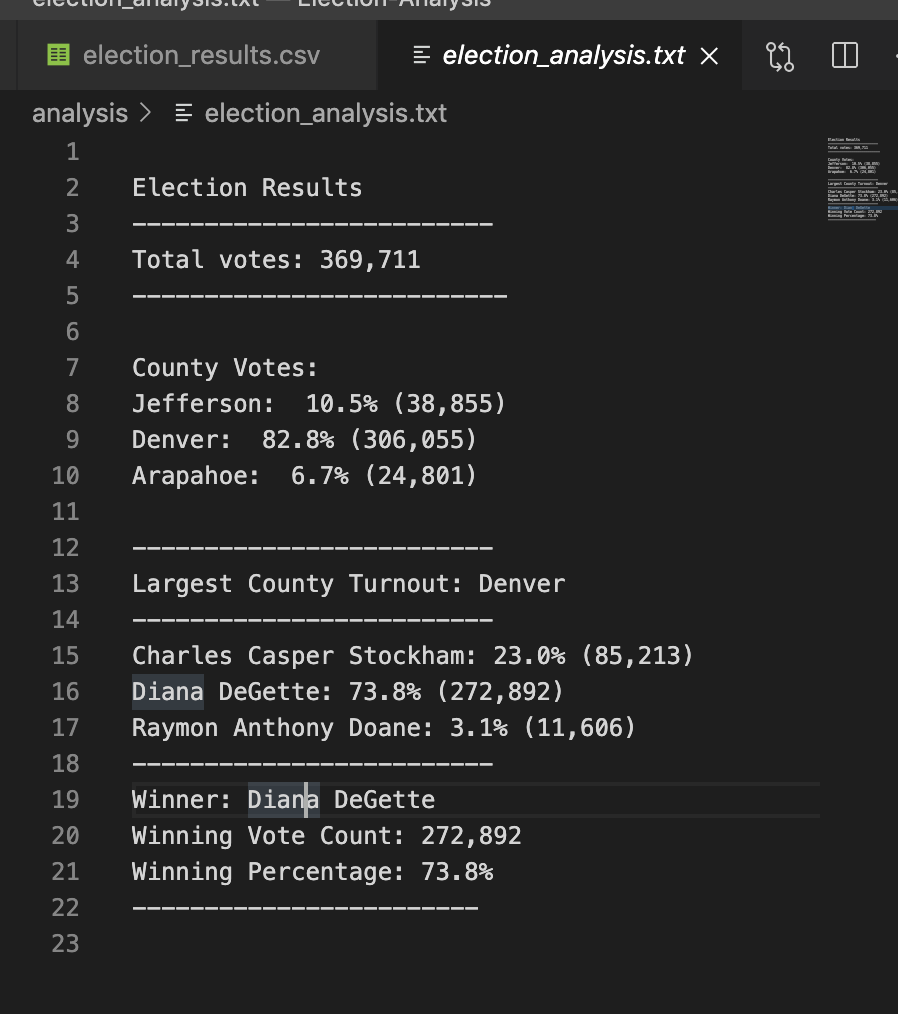 election_analysis.txt — Election-Analysis
election_results.csv
election_analysis.txt
analysis > election_analysis.txt
1
2 Election Results
3 -------------------------
4 Total votes: 369,711
5 --------------------------
6
7 County Votes:
8 Jefferson:  10.5% (38,855)
9 Denver:  82.8% (306,055)
10 Arapahoe:  6.7% (24,801)
11
12 -------------------------
13 Largest County Turnout: Denver
14 -------------------------
15 Charles Casper Stockham: 23.0% (85,213)
16 Diana DeGette: 73.8% (272,892)
17 Raymon Anthony Doane: 3.1% (11,606)
18 -------------------------
19 Winner: Diana DeGette
20 Winning Vote Count: 272,892
21 Winning Percentage: 73.8%
22 ------------------------
23